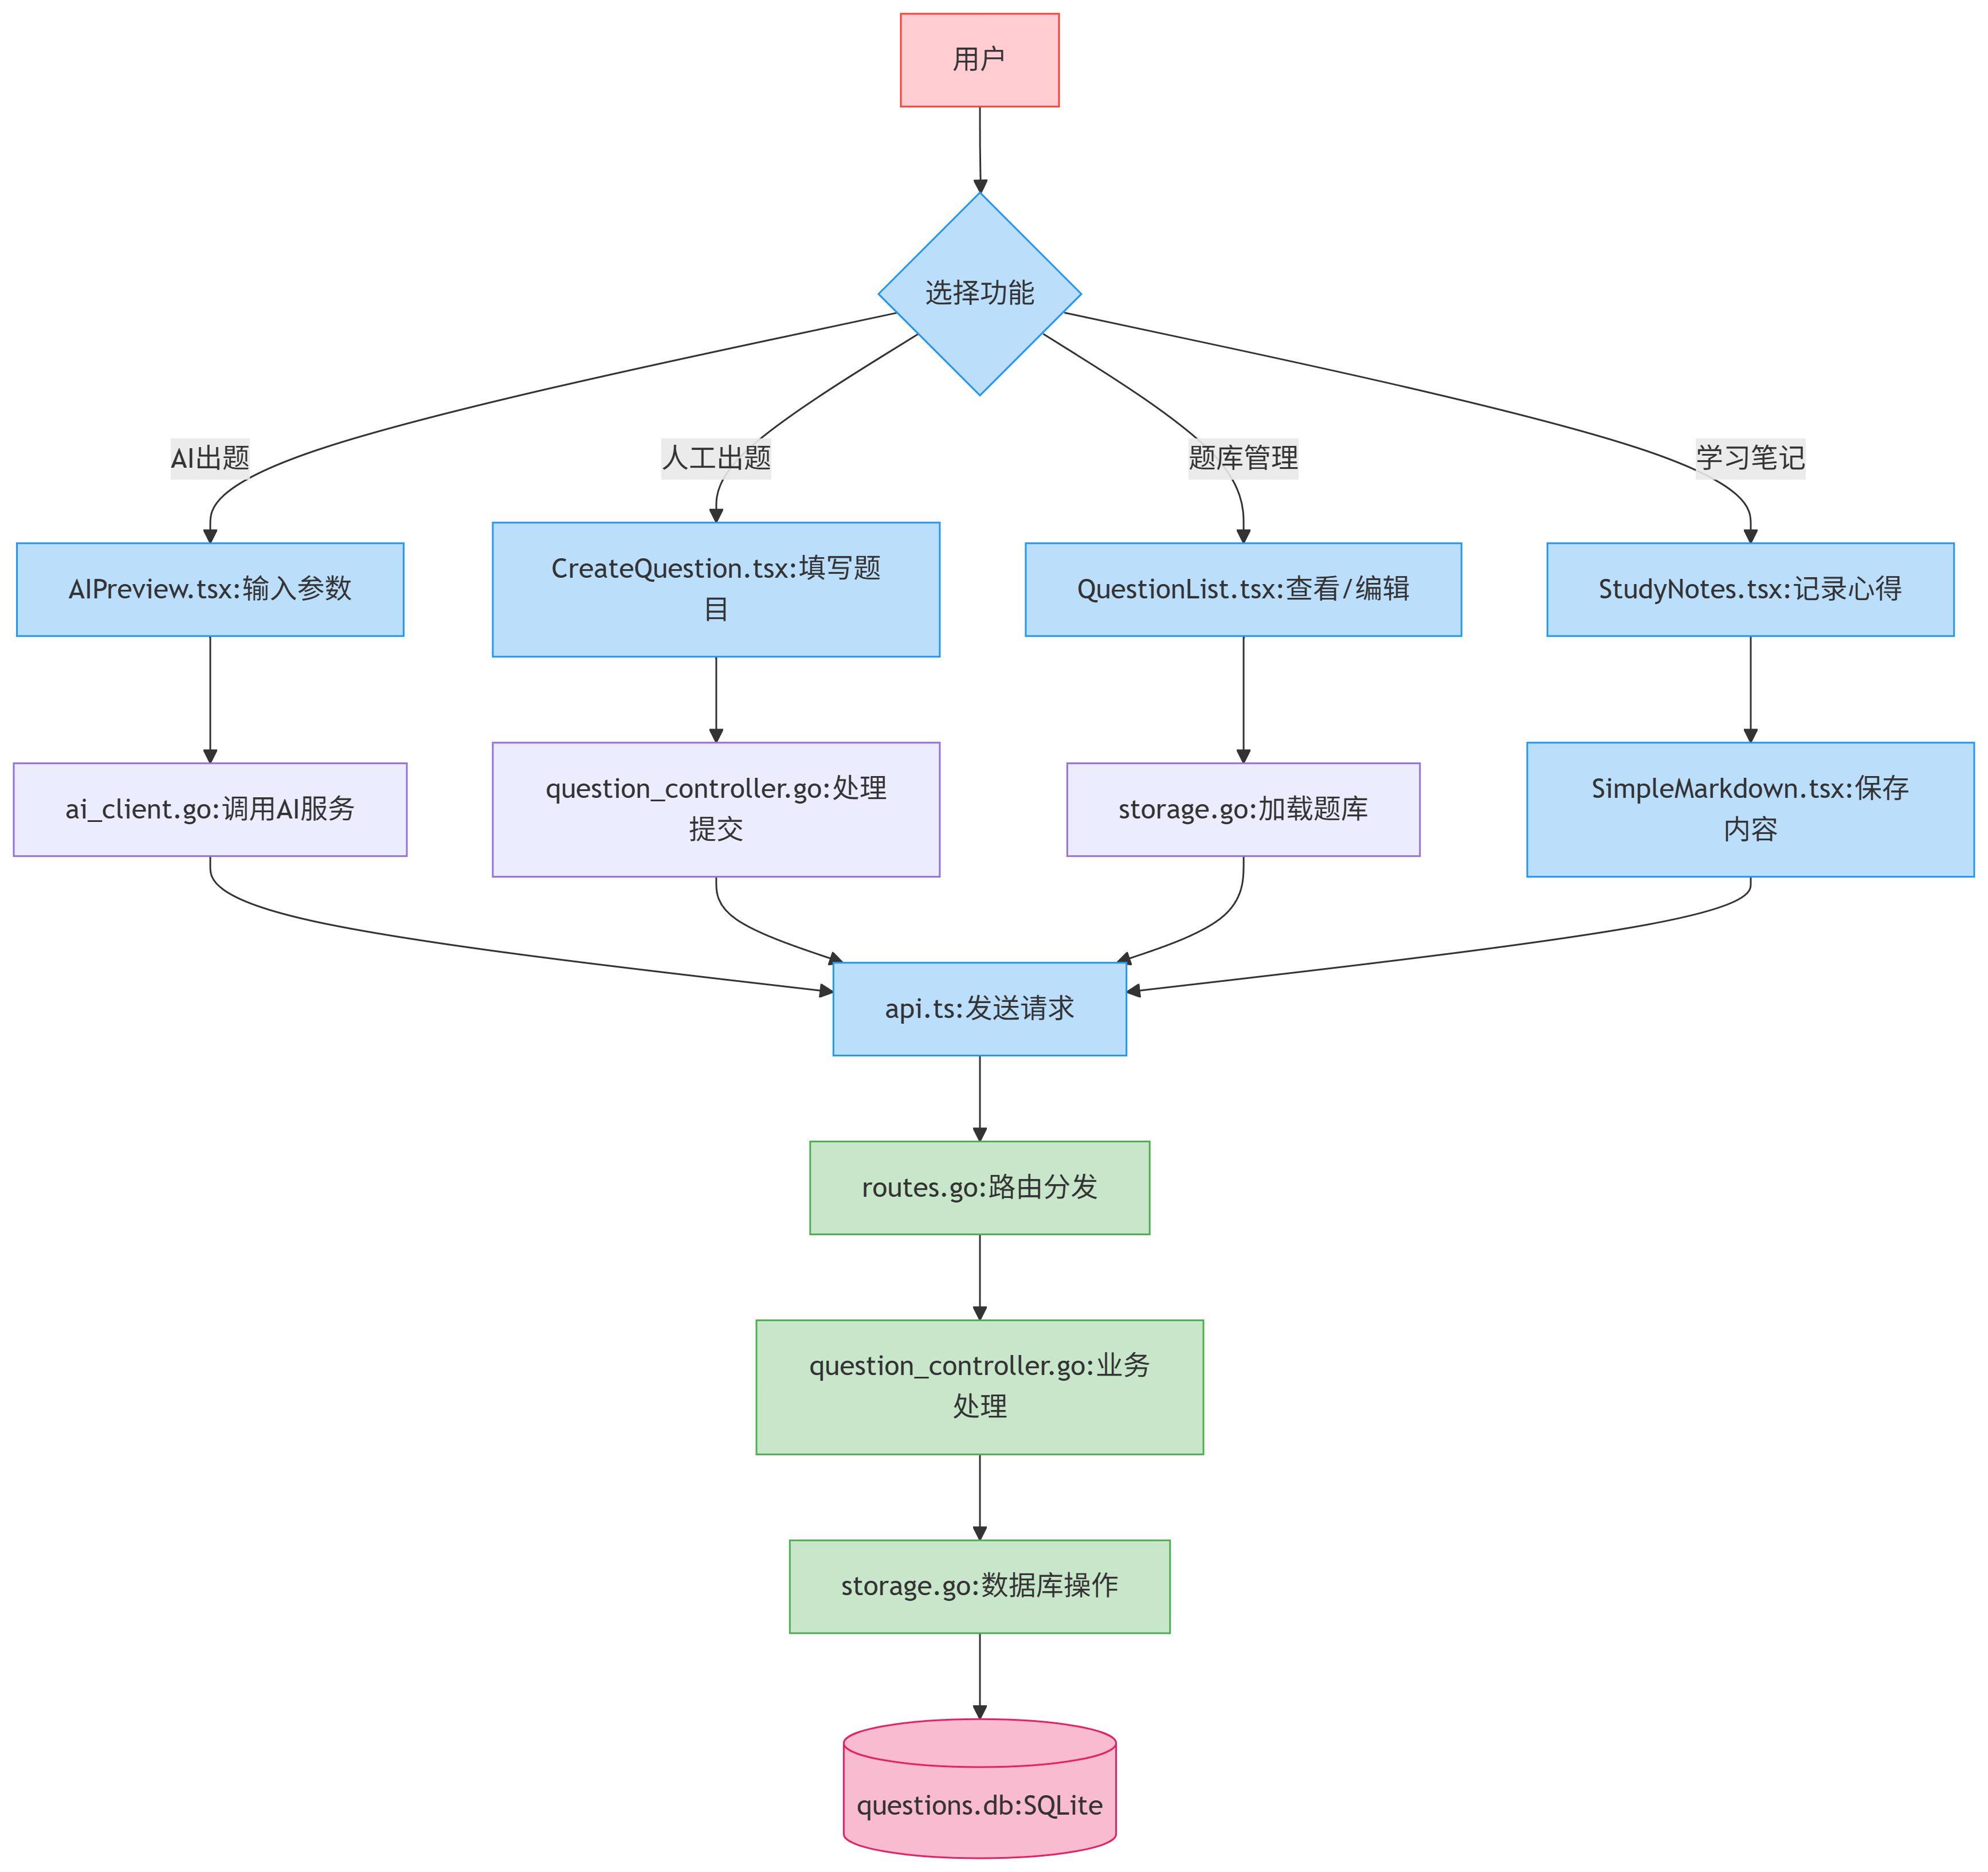 用户
选择功能
AI出题
人工出题
题库管理
学习笔记
AIPreview.tsx:输入参数
CreateQuestion.tsx:填写题
目
QuestionList.tsx:查看/编辑
StudyNotes.tsx:记录心得
ai_client.go:调用AI服务
question_controller.go:处理
提交
storage.go:加载题库
SimpleMarkdown.tsx:保存
内容
api.ts:发送请求
routes.go:路由分发
question_controller.go:业务
处理
storage.go:数据库操作
questions.db:SQLite